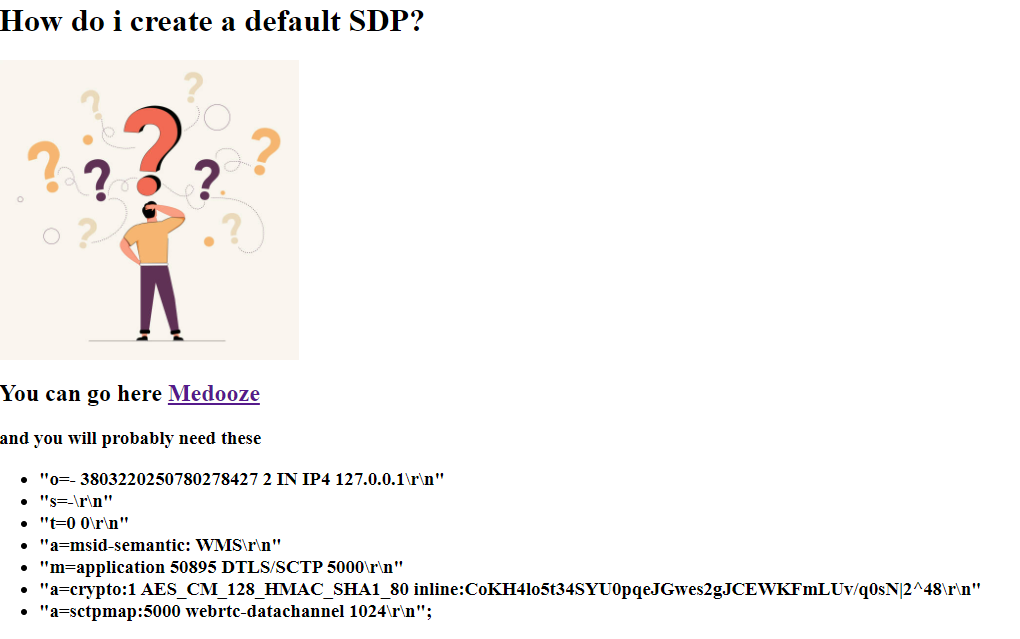 How do i create a default SDP?
You can go here Medooze
and you will probably need these
"o=- 3803220250780278427 2 IN IP4 127.0.0.1\r\n"
"s=-\r\n"
"t=0 0\r\n"
"a=msid-semantic: WMS\r\n"
"m=application 50895 DTLS/SCTP 5000\r\n"
"a=crypto:1 AES_CM_128_HMAC_SHA1_80 inline:CoKH4lo5t34SYU0pqeJGwes2gJCEWKFmLUv/q0sN|2^48\r\n"
"a=sctpmap:5000 webrtc-datachannel 1024\r\n";